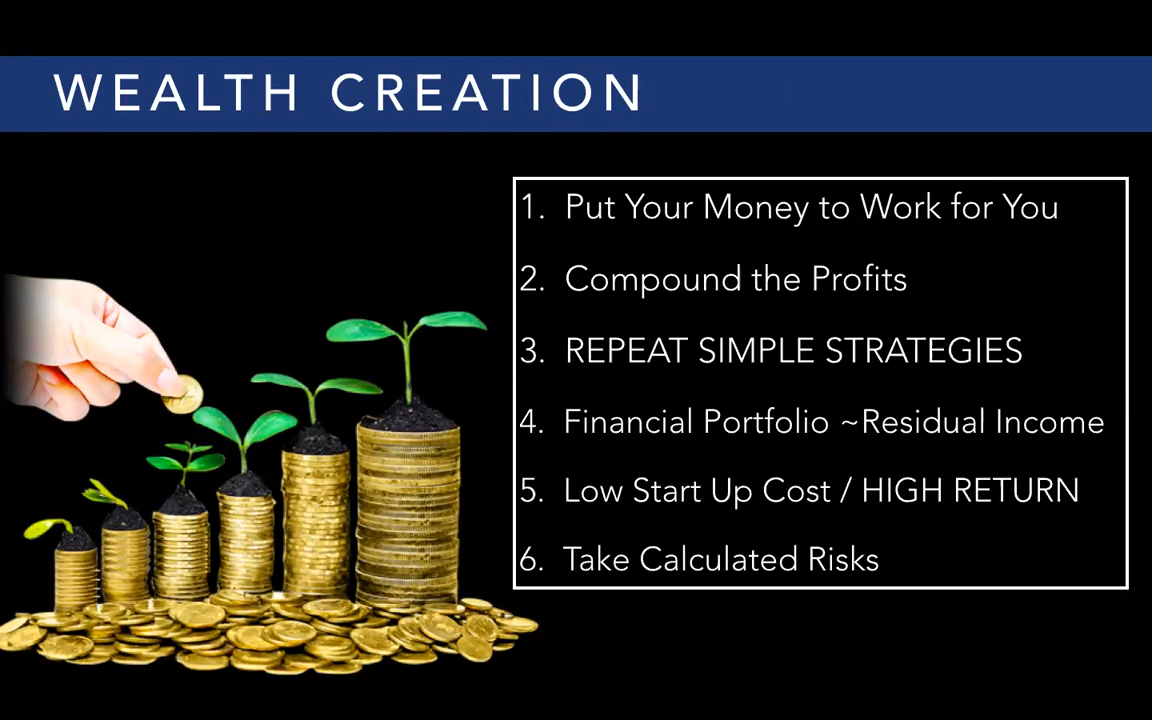 WEALTH CREATION
1. Put Your Money to Work for You
2. Compound the Profits
3. REPEAT SIMPLE STRATEGIES
4. Financial Portfolio ~Residual Income
5. Low Start Up Cost / HIGH RETURN
6. Take Calculated Risks